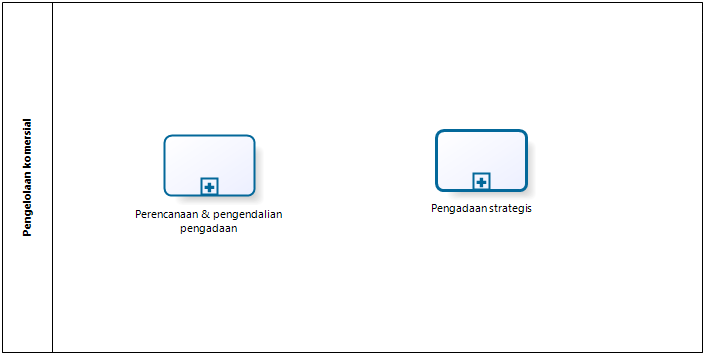 Pengelolaan komersial
Perencanaan & pengendalian
pengadaan
Pengadaan strategis